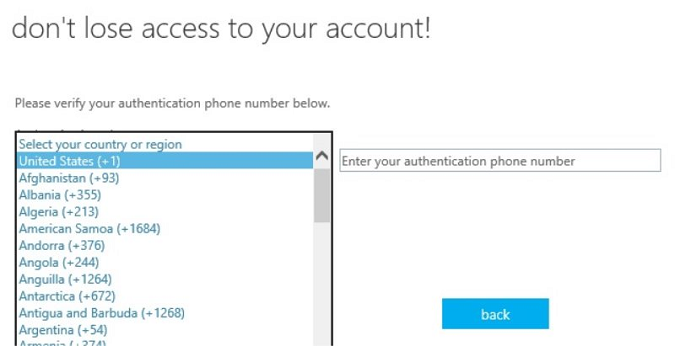 don't lose access to your account!
Please verify your authentication phone number below.
Select your country or region
United States (+1)
Enter your authentication phone number
Afghanistan (+93)
Albania (+355)
Algeria (+213)
American Samoa (+1684)
Andorra (+376)
Angola (+244)
Anguilla (+1264)
Antarctica (+672)
Antigua and Barbuda (+1268)
back
Argentina (+54)
Armenia (+374)